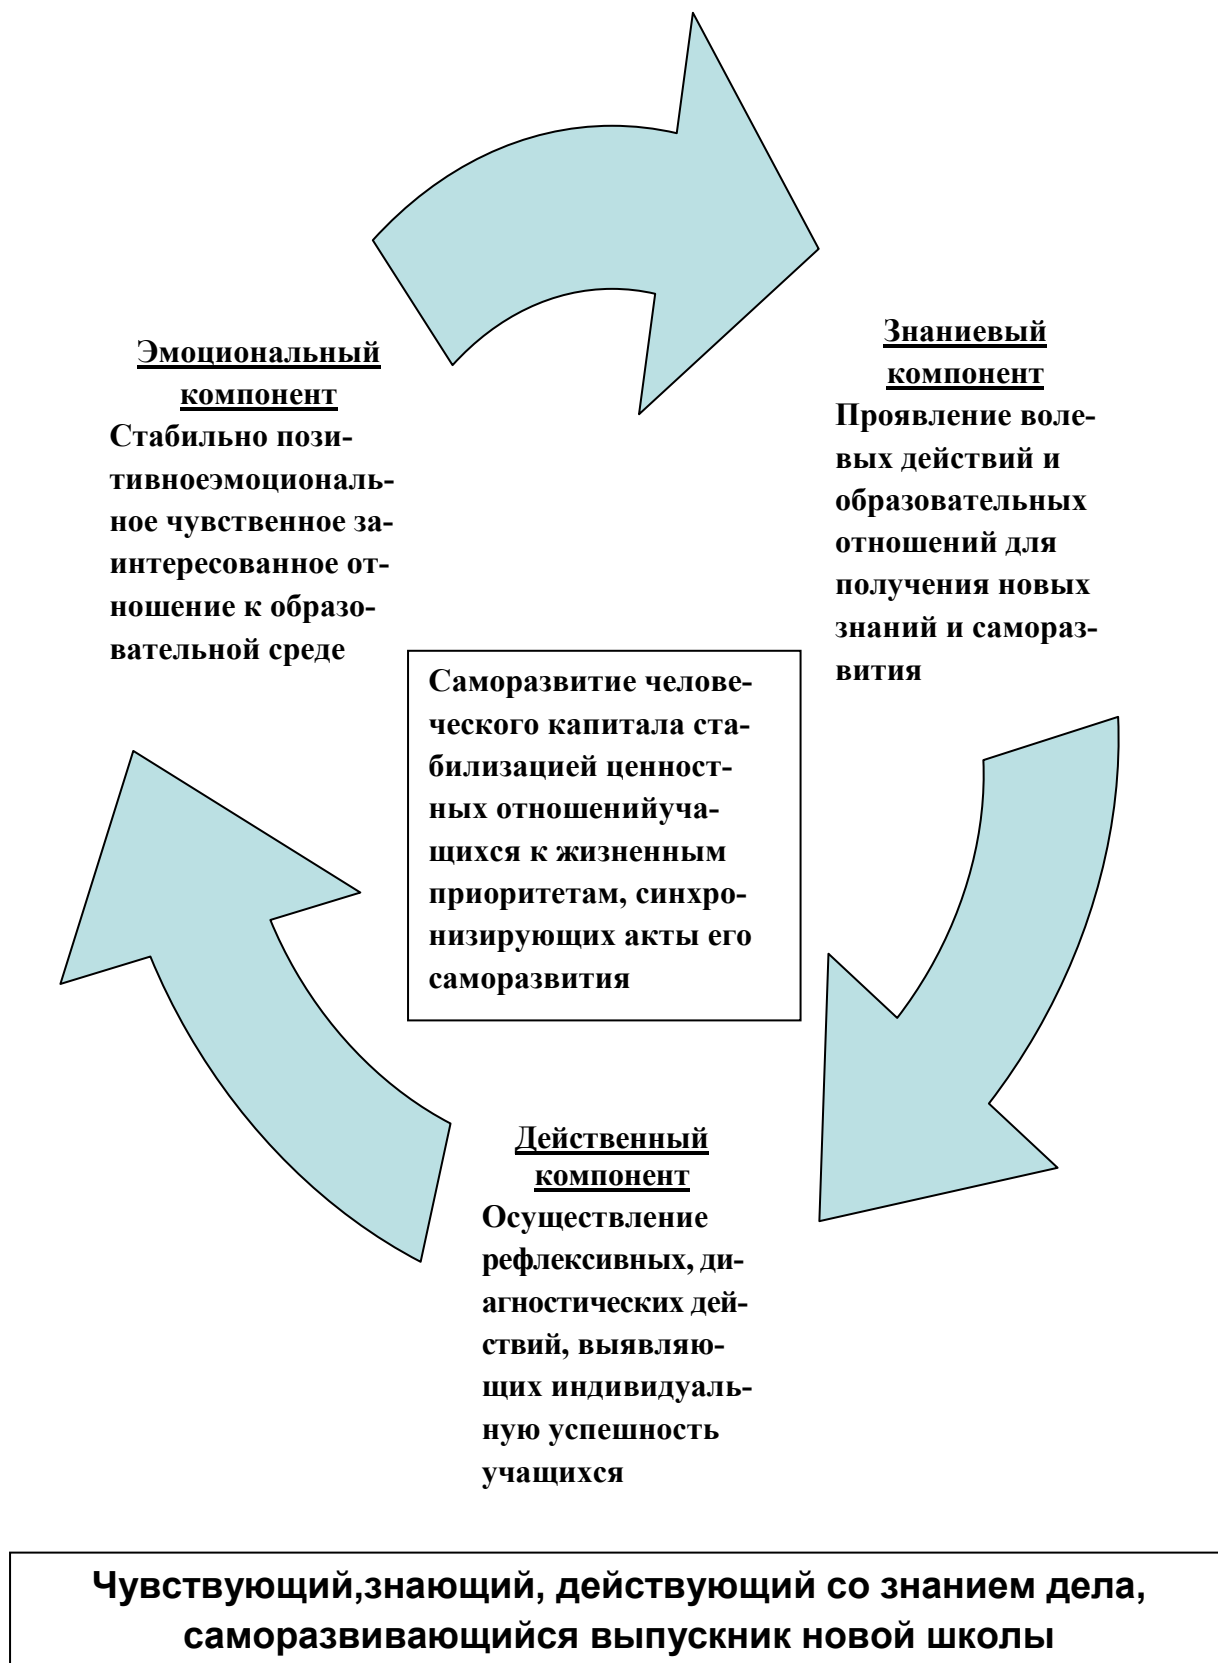 Эмоциональный
компонент
Стабильно пози-
тивноеэмоциональ-
ное чувственное за-
интересованное от-
ношение к образо-
вательной среде
Знаниевый
компонент
Проявление воле-
вых действий и
образовательных
отношений для
получения новых
знаний и самораз-
вития
Саморазвитие челове-
ческого капитала ста-
билизацией ценност-
ных отношенийуча-
щихся к жизненным
приоритетам, синхро-
низирующих акты его
саморазвития
Действенный
компонент
Осуществление
рефлексивных, ди-
агностических дей-
ствий, выявляю-
щих индивидуаль-
ную успешность
учащихся
Чувствующий,знающий, действующий со знанием дела,
саморазвивающийся выпускник новой школы